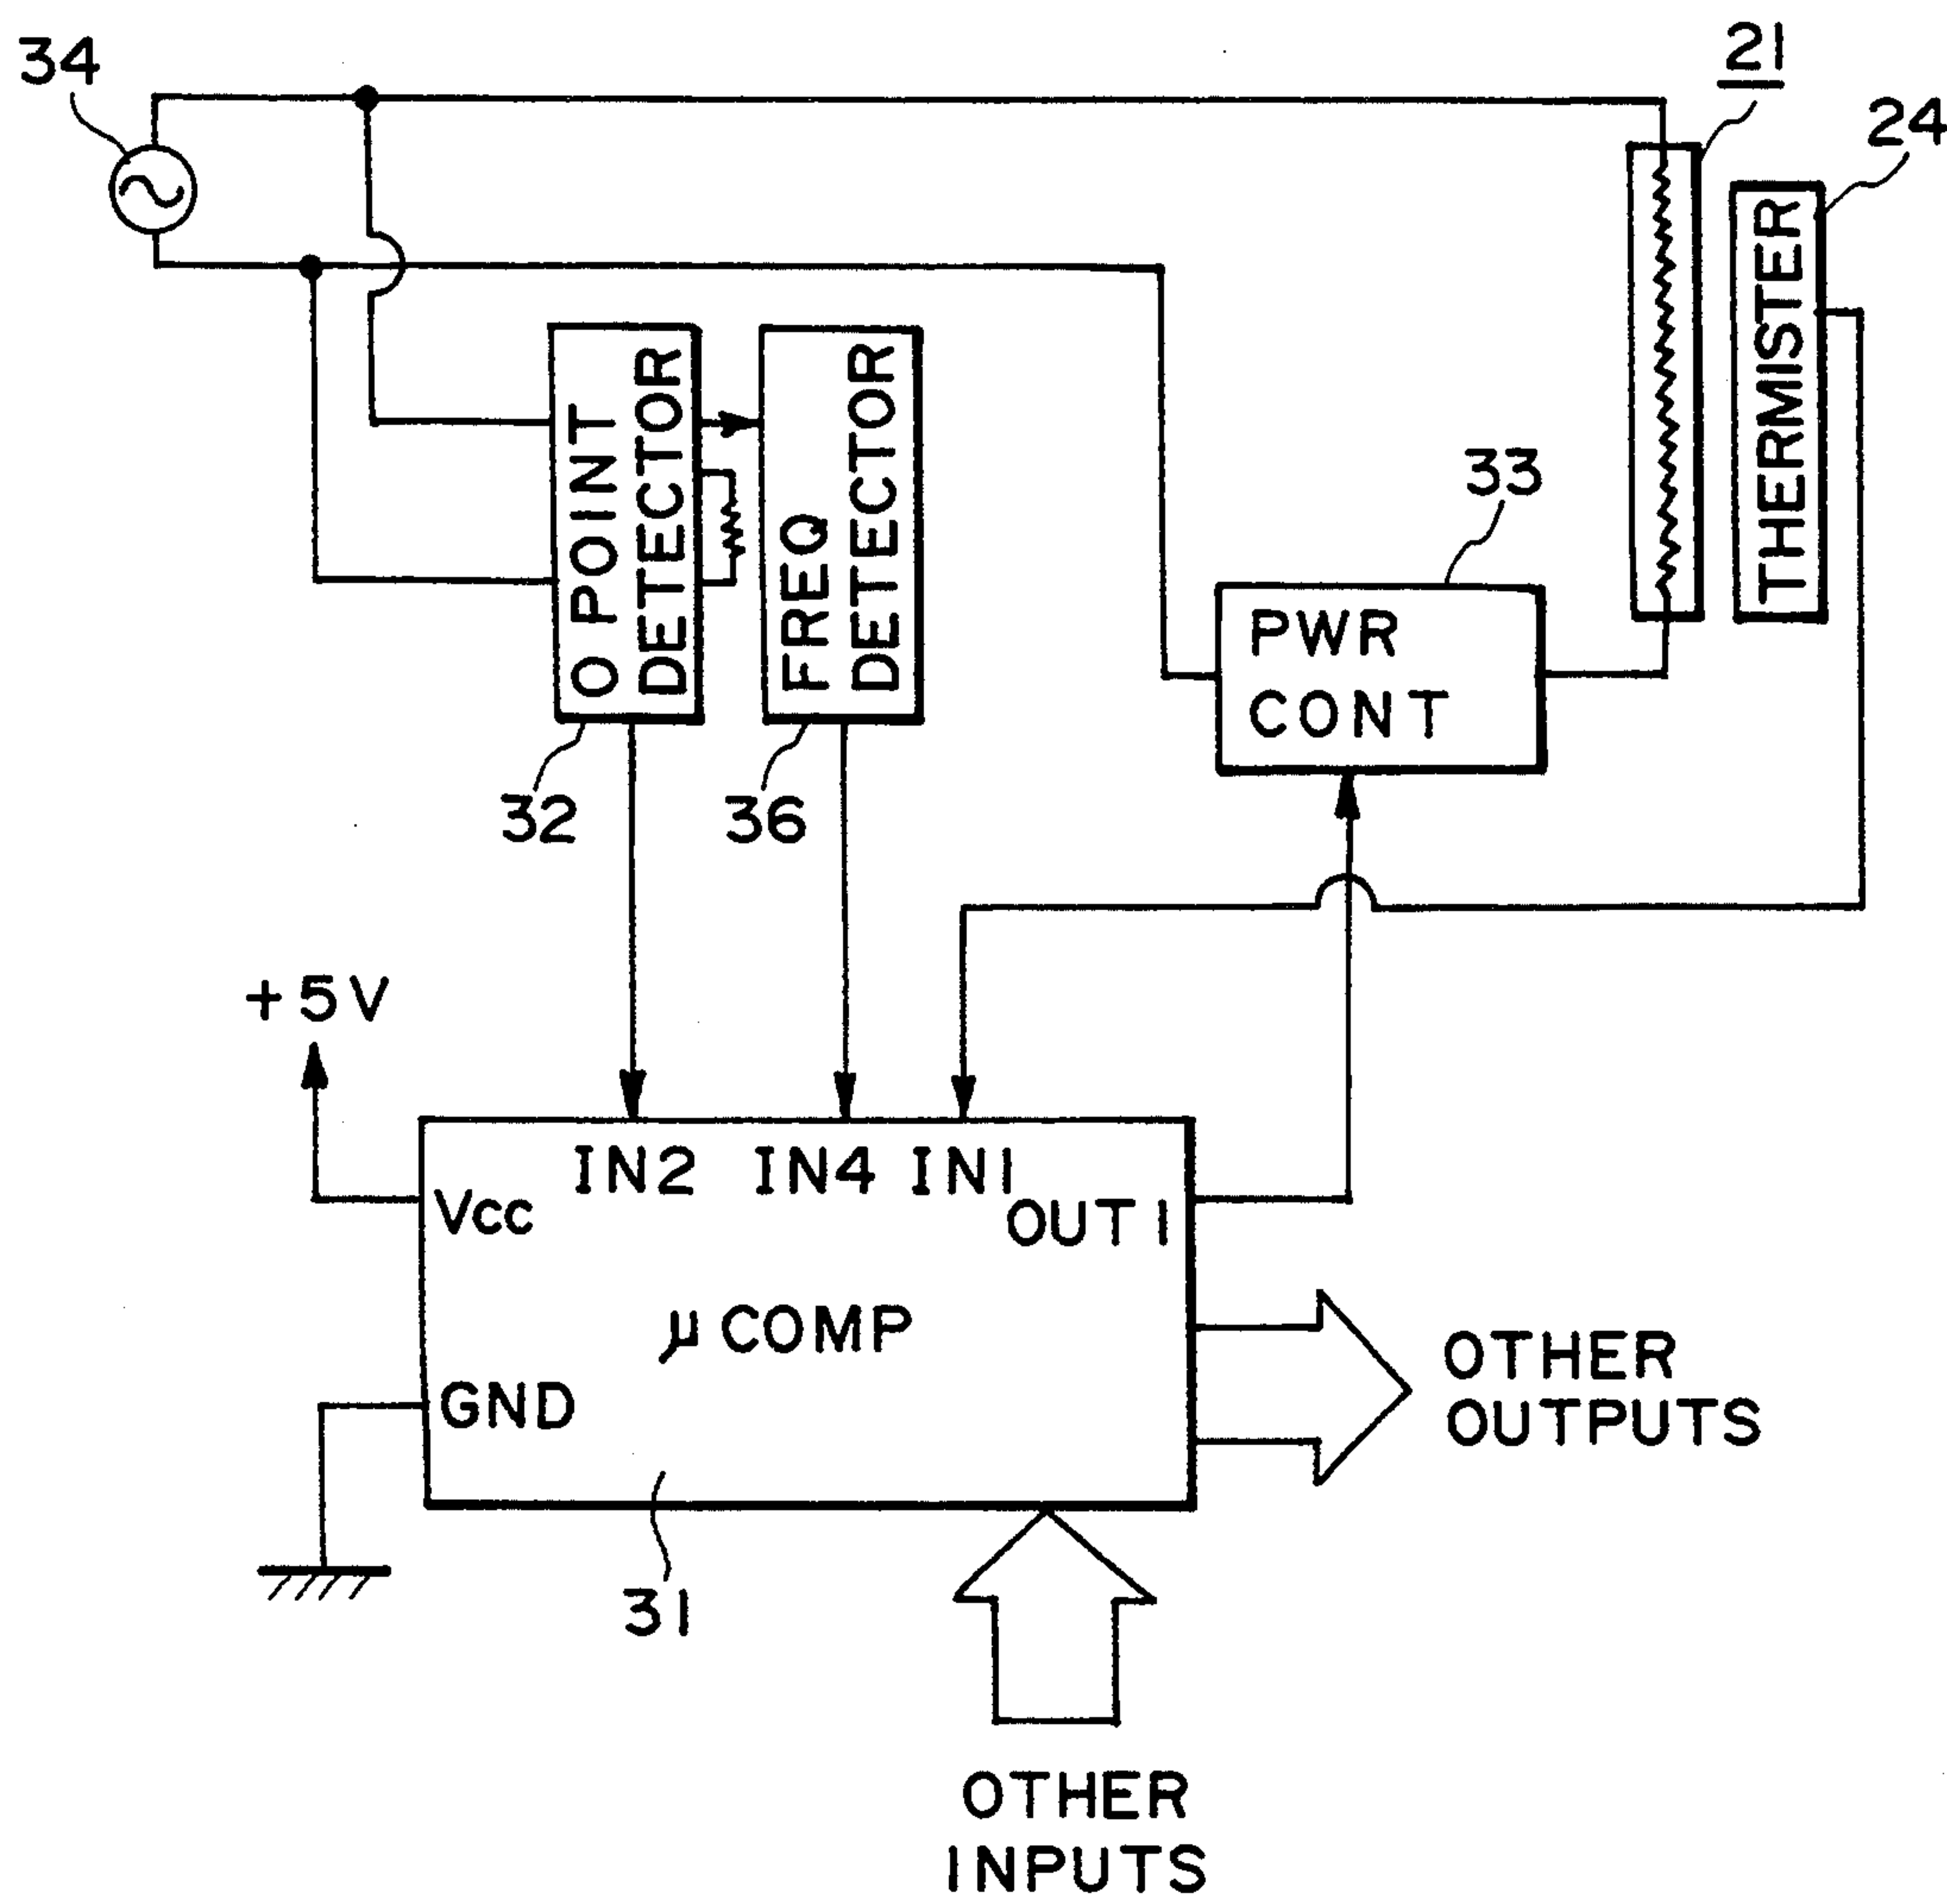 34
21
24
THERMISTER
O POINT
DETECTOR
FREQ
DETECTOR
33
PWR
CONT
32
36
+5V
IN2 IN4 IN1
Vcc
OUT1
μCOMP
GND
OTHER
OUTPUTS
31
OTHER
INPUTS